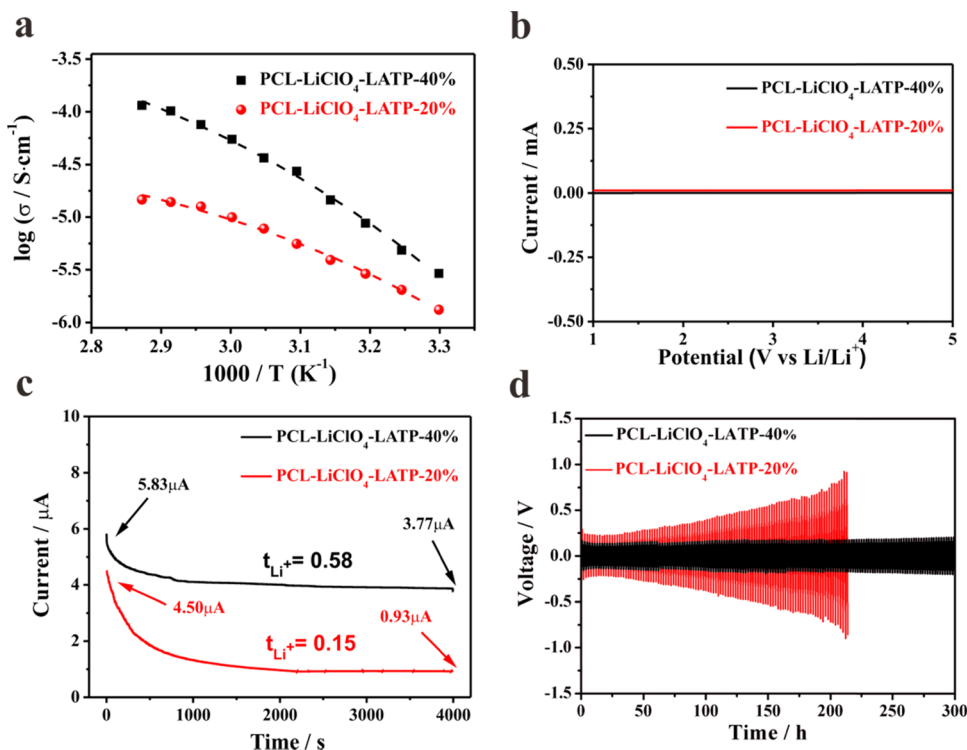 a
-3.5
-4.0
-4.5
-5.0
-5.5
-6.0
log (σ / S·cm⁻¹)
PCL-LiClO₄-LATP-40%
PCL-LiClO₄-LATP-20%
2.8 2.9 3.0 3.1 3.2 3.3
1000 / T (K⁻¹)
b
0.50
0.25
0.00
-0.25
-0.50
Current / mA
PCL-LiClO₄-LATP-40%
PCL-LiClO₄-LATP-20%
1 2 3 4 5
Potential (V vs Li/Li⁺)
c
10
8
6
4
2
0
Current / μA
PCL-LiClO₄-LATP-40%
PCL-LiClO₄-LATP-20%
5.83μA
3.77μA
t_Li⁺= 0.58
4.50μA
0.93μA
t_Li⁺= 0.15
0 1000 2000 3000 4000
Time / s
d
1.5
1.0
0.5
0.0
-0.5
-1.0
-1.5
Voltage / V
PCL-LiClO₄-LATP-40%
PCL-LiClO₄-LATP-20%
0 50 100 150 200 250 300
Time / h